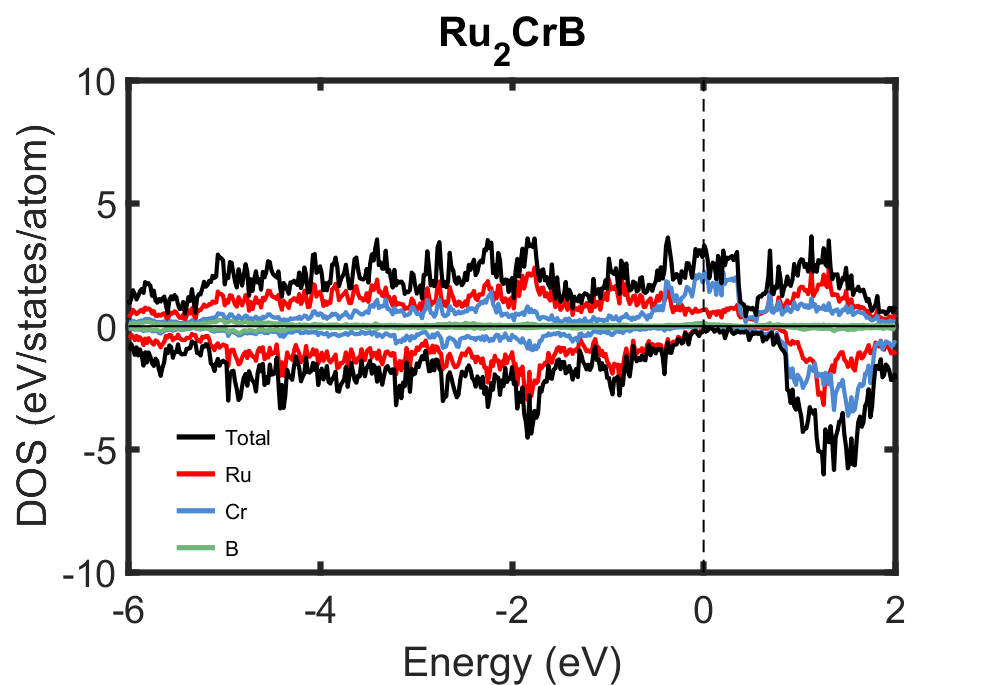 Ru₂CrB
10
5
0
-5
-10
DOS (eV/states/atom)
Total
Ru
Cr
B
-6 -4 -2 0 2
Energy (eV)